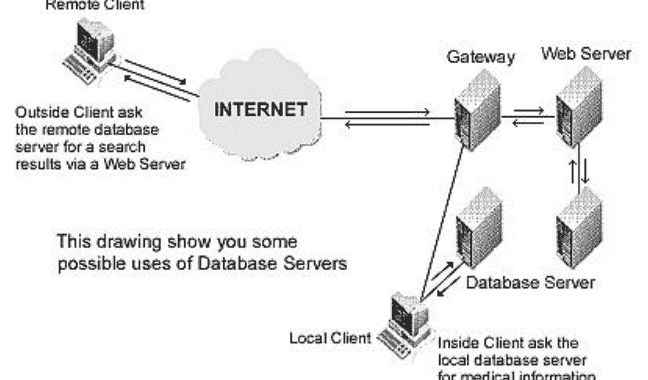 Remote Client
INTERNET
Gateway
Web Server
Outside Client ask
the remote database
server for a search
results via a Web Server
This drawing show you some
possible uses of Database Servers
Database Server
Local Client
Inside Client ask the
local database server
for medical information